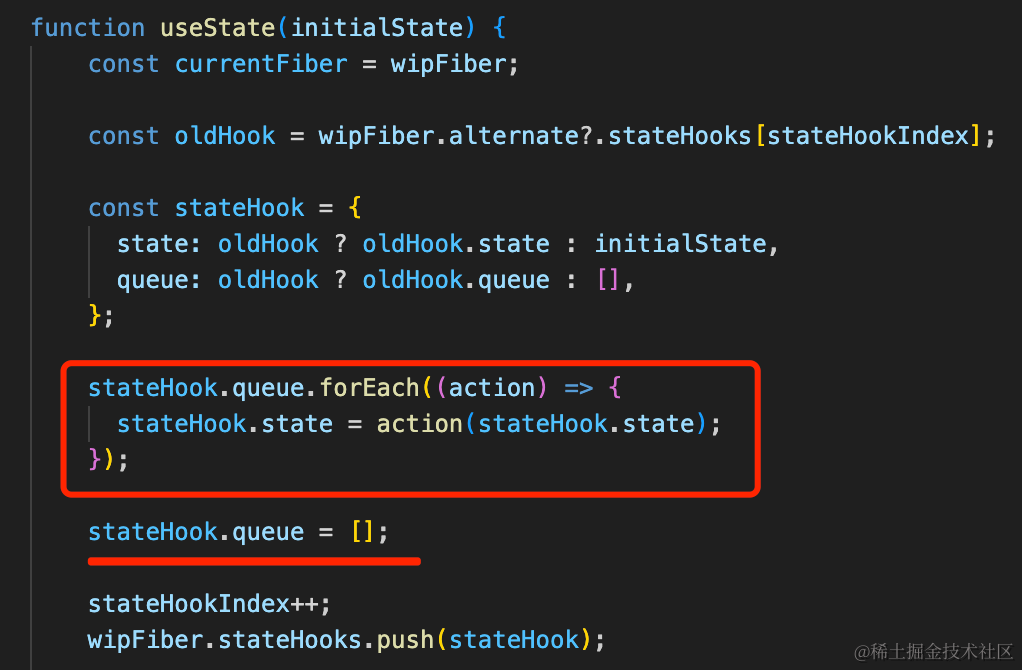 function useState(initialState) {
const currentFiber = wipFiber;
const oldHook = wipFiber.alternate?.stateHooks[stateHookIndex];
const stateHook = {
state: oldHook ? oldHook.state : initialState,
queue: oldHook ? oldHook.queue : [],
};
stateHook.queue.forEach((action) => {
stateHook.state = action(stateHook.state);
});
stateHook.queue = [];
stateHookIndex++;
wipFiber.stateHooks.push(stateHook);
@稀土掘金技术社区